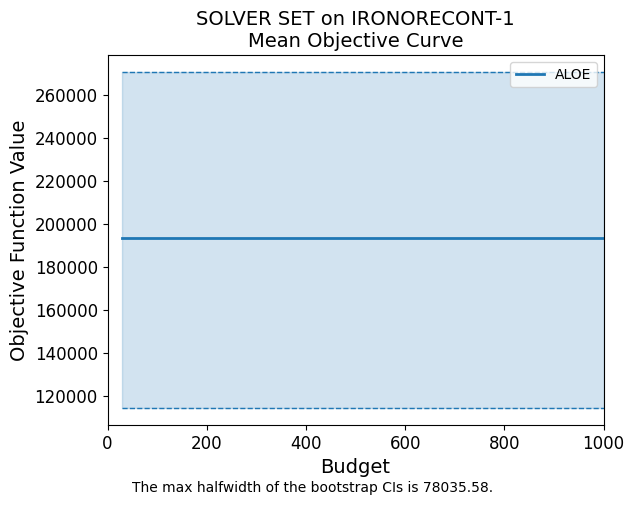 SOLVER SET on IRONORECONT-1
Mean Objective Curve
ALOE
Objective Function Value
260000
240000
220000
200000
180000
160000
140000
120000
0 200 400 600 800 1000
Budget
The max halfwidth of the bootstrap CIs is 78035.58.